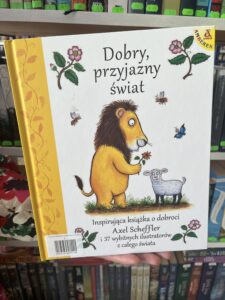 Dobry,
przyjazny
świat
Inspirująca książka o dobroci
Axel Scheffler
i 37 wybitnych ilustratorów
z całego świata